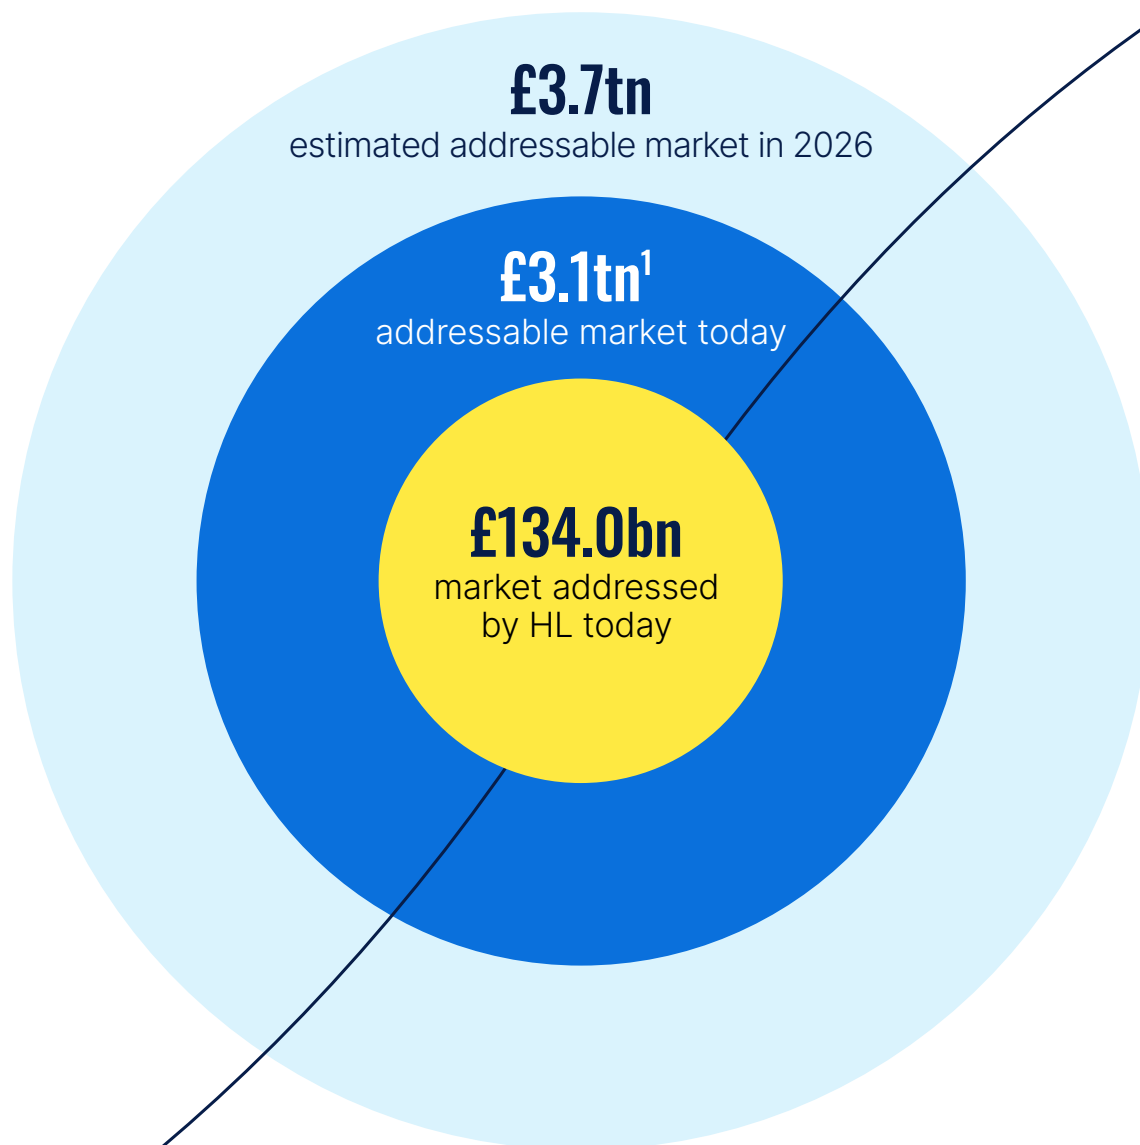 £3.7tn
estimated addressable market in 2026
£3.1tn¹
addressable market today
£134.0bn
market addressed
by HL today